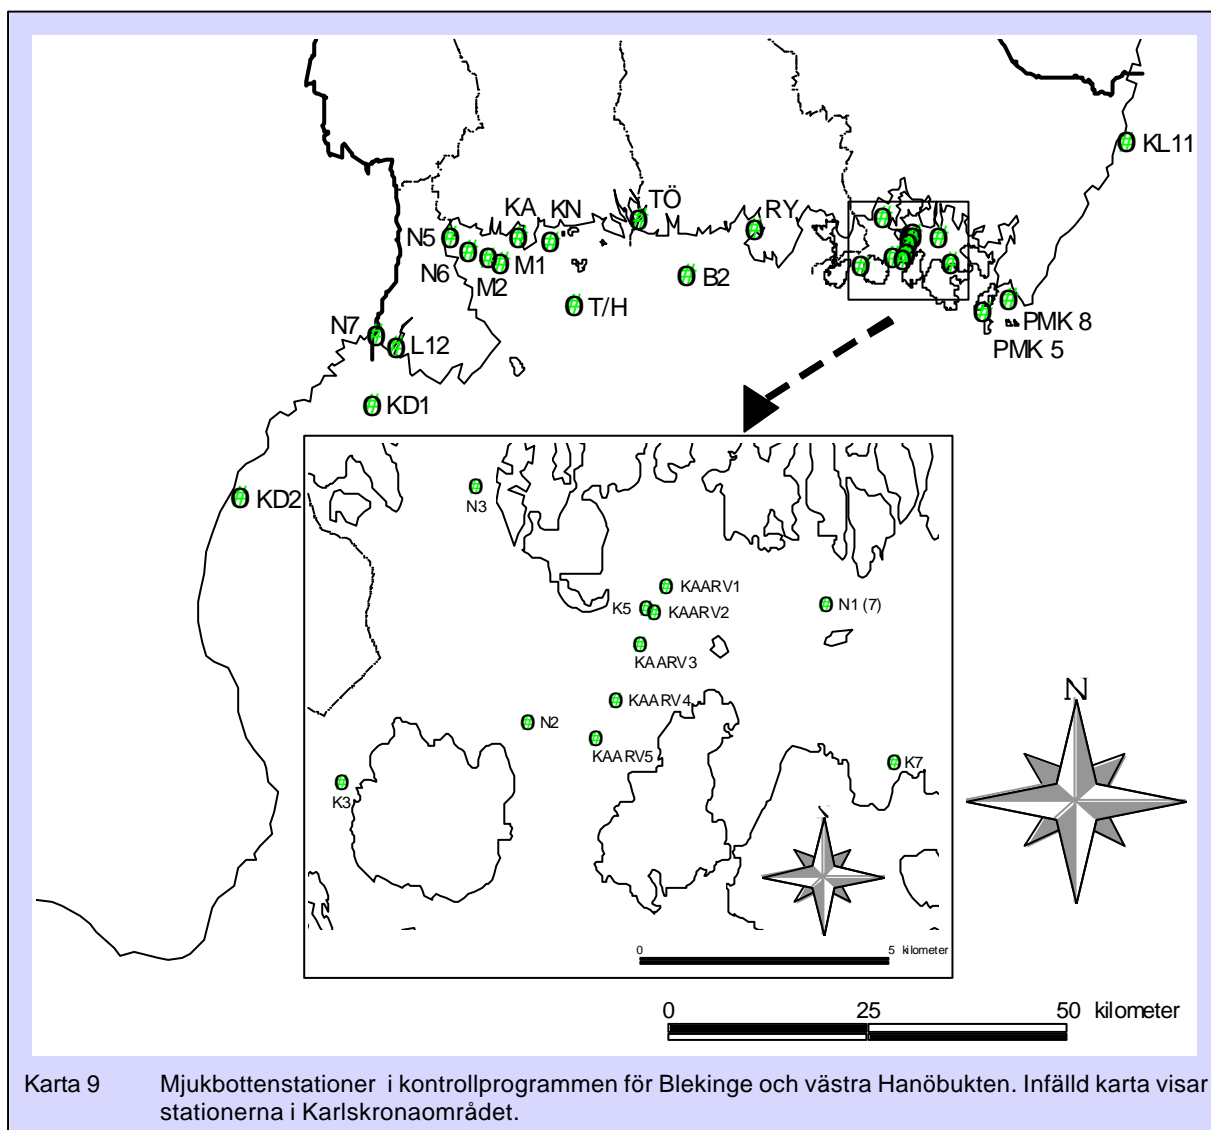 KL11
TÖ
KA KN
RY
N5
N6
M1
M2
B2
T/H
N7
L12
PMK 8
PMK 5
KD1
KD2
N3
KAARV1
K5
KAARV2
N1 (7)
KAARV3
KAARV4
N2
KAARV5
K7
K3
N
N
0 5 kilometer
0 25 50 kilometer
Karta 9 Mjukbottenstationer i kontrollprogrammen för Blekinge och västra Hanöbukten. Infälld karta visar
stationerna i Karlskronaområdet.